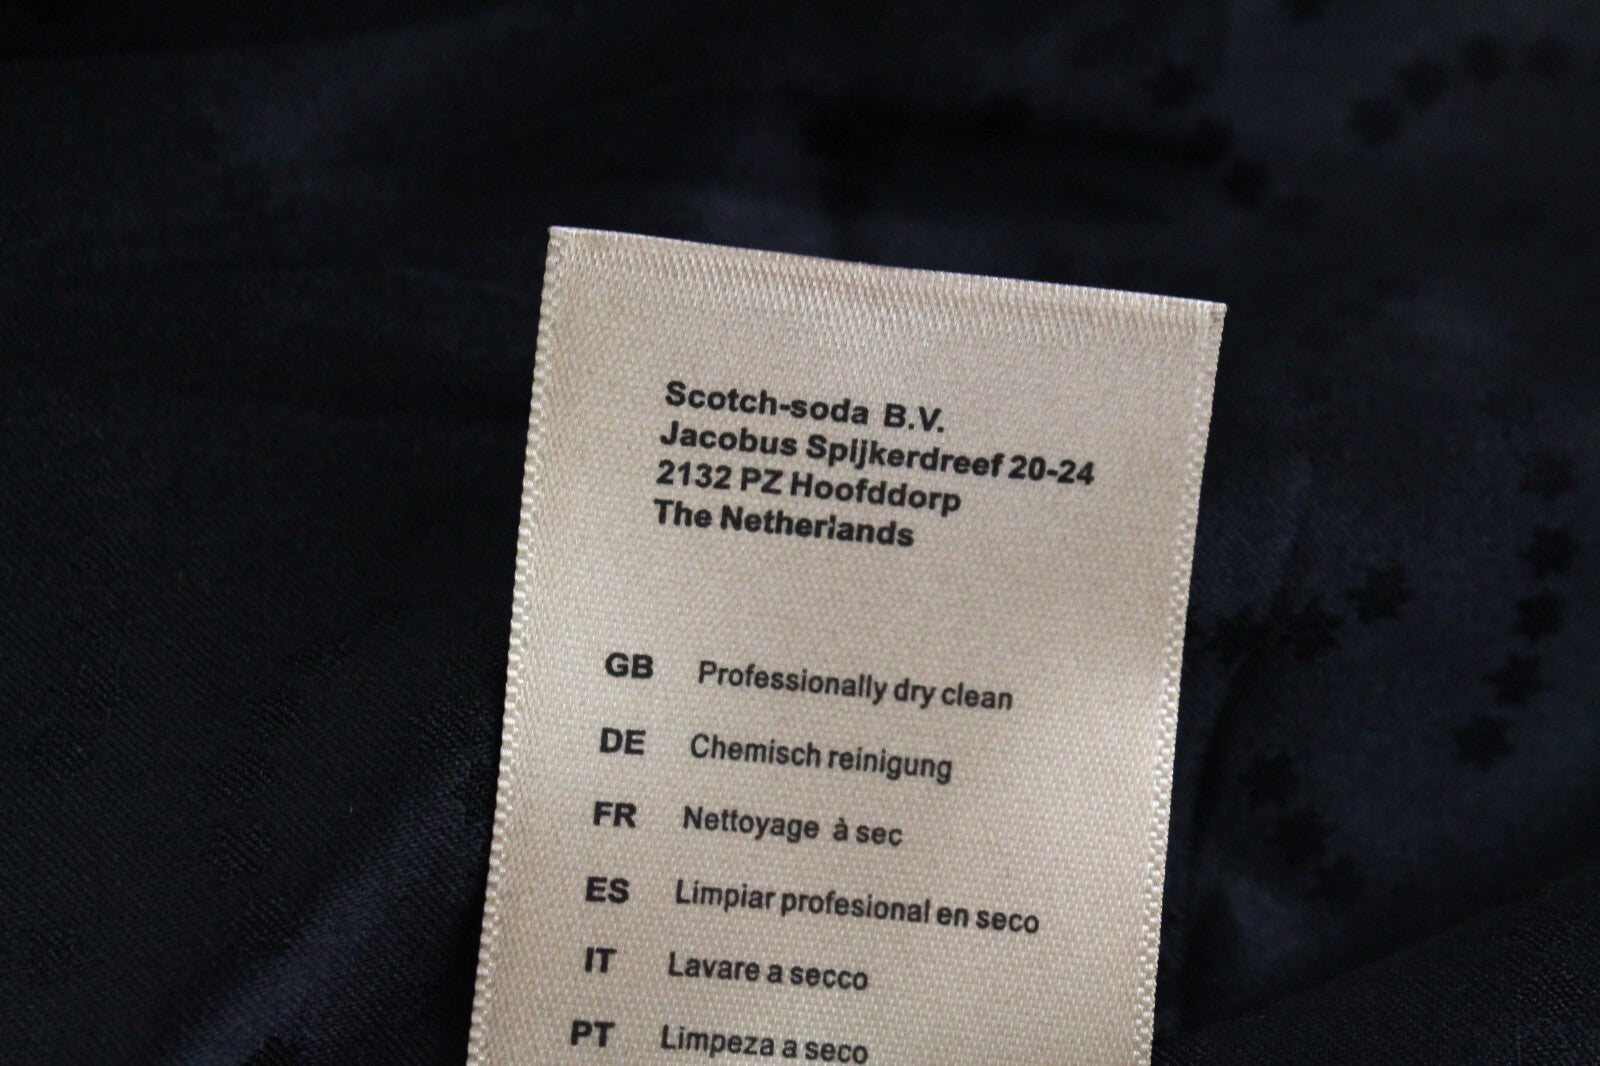 Scotch-soda B.V.
Jacobus Spijkerdreef 20-24
2132 PZ Hoofddorp
The Netherlands
GB Professionally dry clean
DE Chemisch reinigung
FR Nettoyage à sec
ES Limpiar profesional en seco
IT Lavare a secco
PT Limpeza a seco